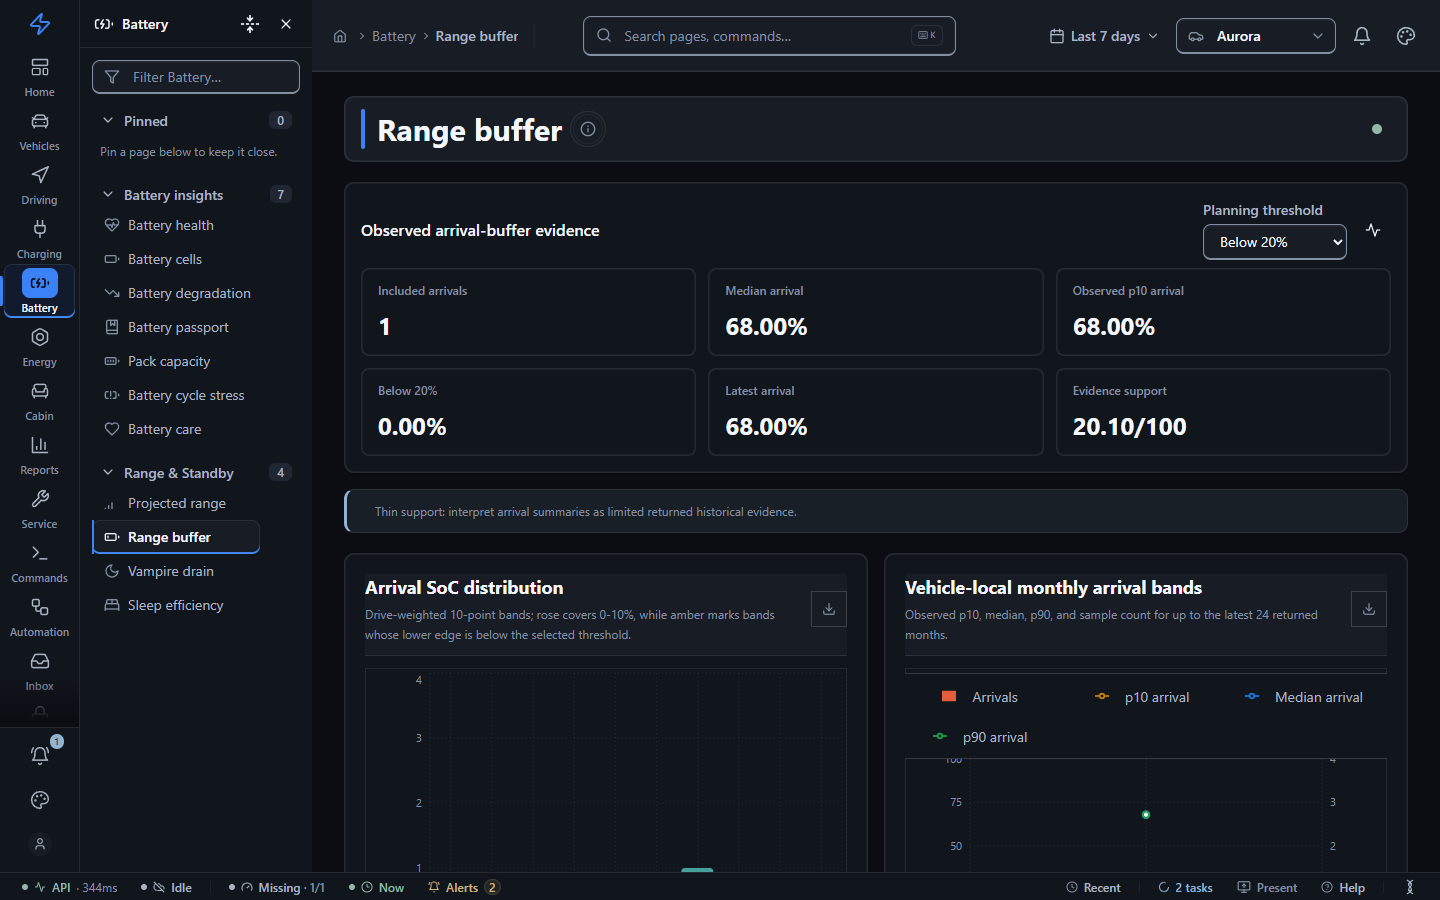 Battery
Battery
Range buffer
Search pages, commands...
K
Last 7 days
Aurora
Home
Vehicles
Driving
Charging
Battery
Energy
Cabin
Reports
Service
Commands
Automation
Inbox
1
Filter Battery...
Pinned
0
Pin a page below to keep it close.
Battery insights
7
Battery health
Battery cells
Battery degradation
Battery passport
Pack capacity
Battery cycle stress
Battery care
Range & Standby
4
Projected range
Range buffer
Vampire drain
Sleep efficiency
Range buffer
Observed arrival-buffer evidence
Planning threshold
Below 20%
Included arrivals
1
Median arrival
68.00%
Observed p10 arrival
68.00%
Below 20%
0.00%
Latest arrival
68.00%
Evidence support
20.10/100
Thin support: interpret arrival summaries as limited returned historical evidence.
Arrival SoC distribution
Drive-weighted 10-point bands; rose covers 0-10%, while amber marks bands
whose lower edge is below the selected threshold.
4
3
2
1
Vehicle-local monthly arrival bands
Observed p10, median, p90, and sample count for up to the latest 24 returned
months.
Arrivals
p10 arrival
Median arrival
p90 arrival
100
75
50
4
3
2
API · 344ms
Idle
Missing · 1/1
Now
Alerts 2
Recent
2 tasks
Present
Help